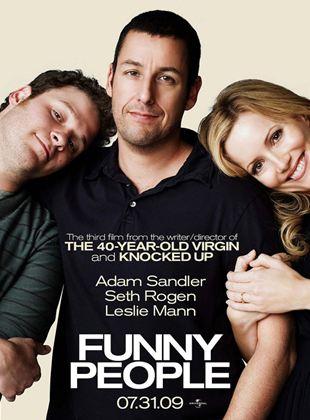 The third film from the writer/director of
THE 40-YEAR-OLD VIRGIN
and KNOCKED UP
Adam Sandler
Seth Rogen
Leslie Mann
FUNNY
PEOPLE
07.31.09
UNIVERSAL